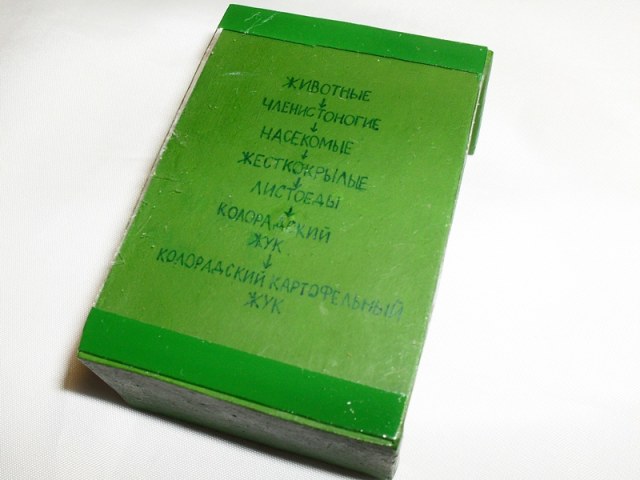 ЖИВОТНЫЕ
↓
ЧЛЕНИСТОНОГИЕ
↓
НАСЕКОМЫЕ
↓
ЖЕСТКОКРЫЛЫЕ
↓
ЛИСТОЕДЫ
↓
КОЛОРАДСКИЙ
ЖУК
↓
КОЛОРАДСКИЙ КАРТОФЕЛЬНЫЙ
ЖУК